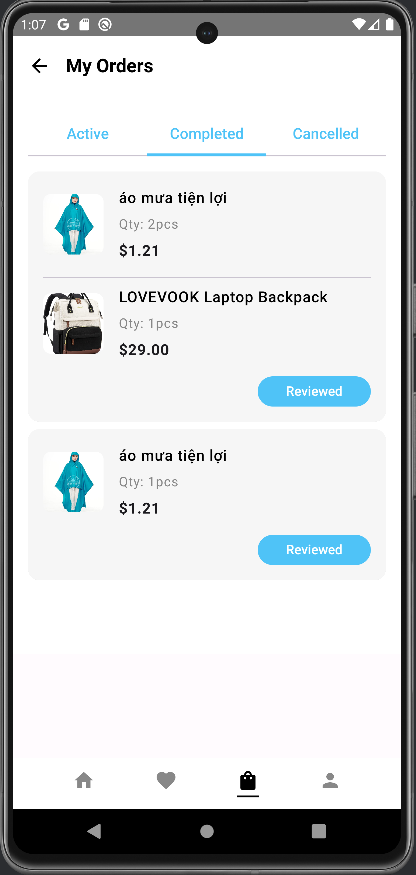 1:07
My Orders
Active
Completed
Cancelled
áo mưa tiện lợi
Qty: 2pcs
$1.21
LOVEVOOK Laptop Backpack
Qty: 1pcs
$29.00
Reviewed
áo mưa tiện lợi
Qty: 1pcs
$1.21
Reviewed